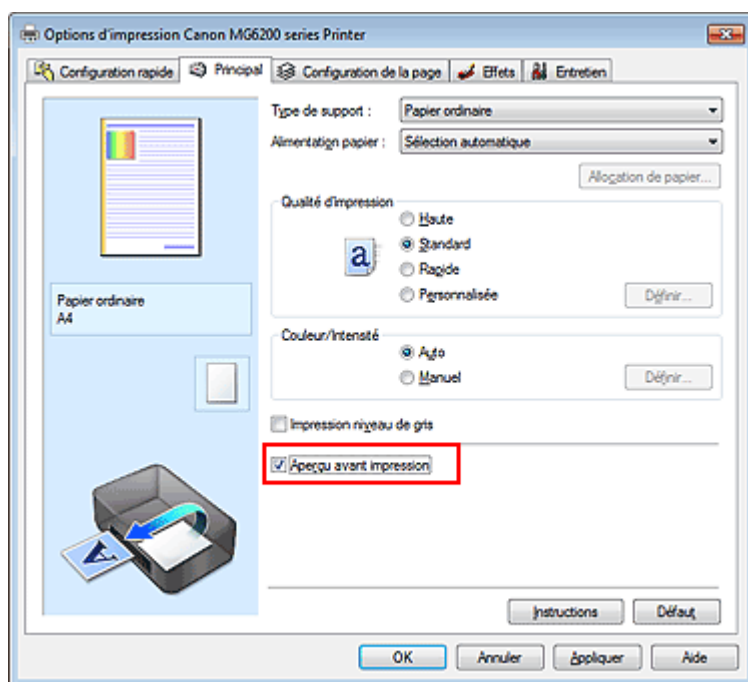 Options d'impression Canon MG6200 series Printer
Configuration rapide Principal Configuration de la page Effets Entretien
Type de support : Papier ordinaire
Alimentation papier : Sélection automatique
Allocation de papier...
Qualité d'impression
Haute
a Standard
Rapide
Personnalisée Définir...
Papier ordinaire
A4
Couleur/Intensité
Auto
Manuel Définir...
Impression niveau de gris
Aperçu avant impression
A
Instructions Défaut
OK Annuler Appliquer Aide